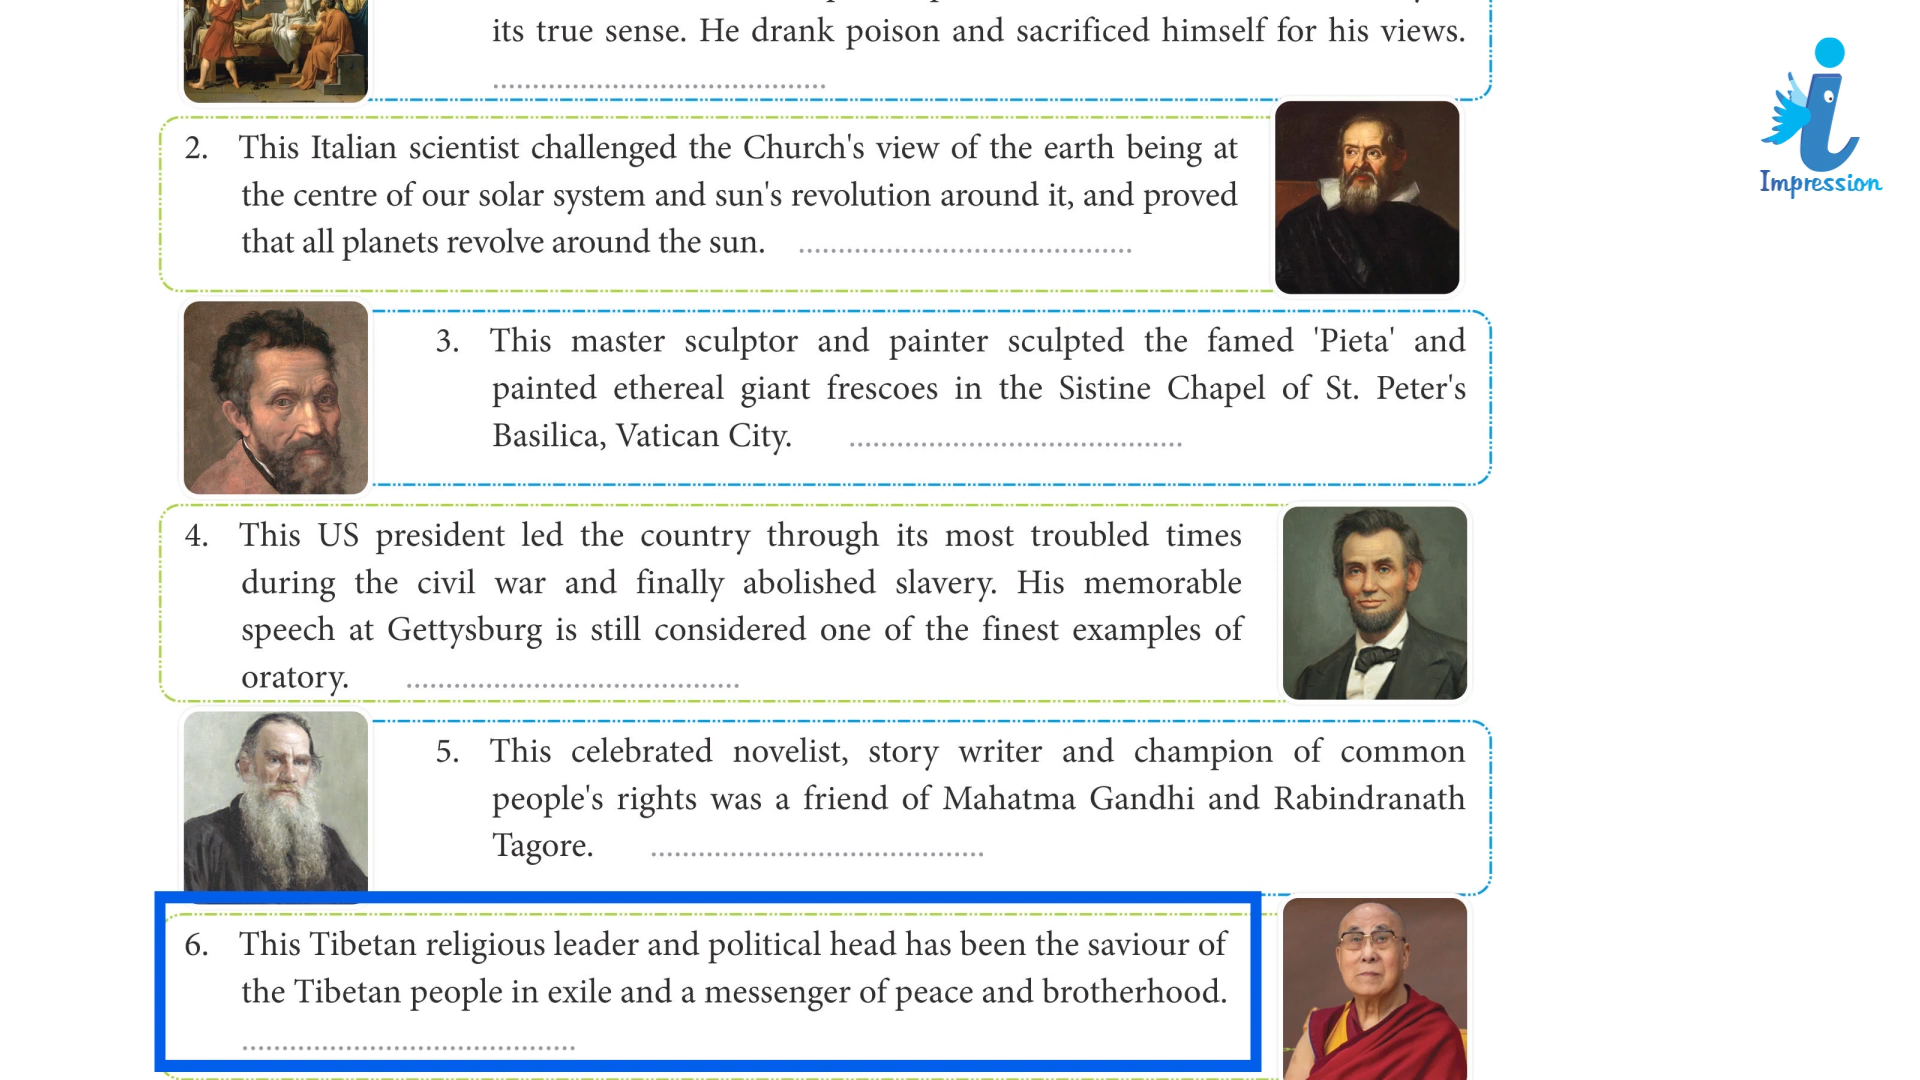 its true sense. He drank poison and sacrificed himself for his views.
......................................
2. This Italian scientist challenged the Church's view of the earth being at
the centre of our solar system and sun's revolution around it, and proved
that all planets revolve around the sun. ......................................
3. This master sculptor and painter sculpted the famed 'Pieta' and
painted ethereal giant frescoes in the Sistine Chapel of St. Peter's
Basilica, Vatican City. ......................................
4. This US president led the country through its most troubled times
during the civil war and finally abolished slavery. His memorable
speech at Gettysburg is still considered one of the finest examples of
oratory. ......................................
5. This celebrated novelist, story writer and champion of common
people's rights was a friend of Mahatma Gandhi and Rabindranath
Tagore. ......................................
6. This Tibetan religious leader and political head has been the saviour of
the Tibetan people in exile and a messenger of peace and brotherhood.
......................................
Impression